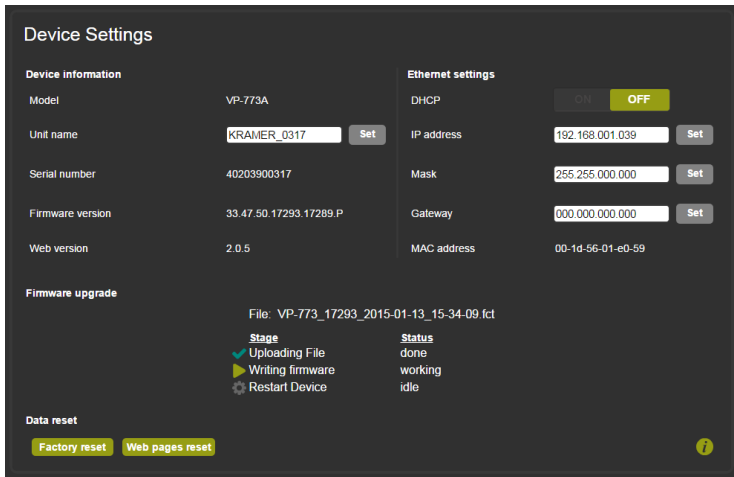 Device Settings
Device information
Model VP-773A
Unit name KRAMER_0317 Set
Serial number 40203900317
Firmware version 33.47.50.17293.17289.P
Web version 2.0.5
Ethernet settings
DHCP ON OFF
IP address 192.168.001.039 Set
Mask 255.255.000.000 Set
Gateway 000.000.000.000 Set
MAC address 00-1d-56-01-e0-59
Firmware upgrade
File: VP-773_17293_2015-01-13_15-34-09.fct
Stage Status
Uploading File done
Writing firmware working
Restart Device idle
Data reset
Factory reset Web pages reset
i